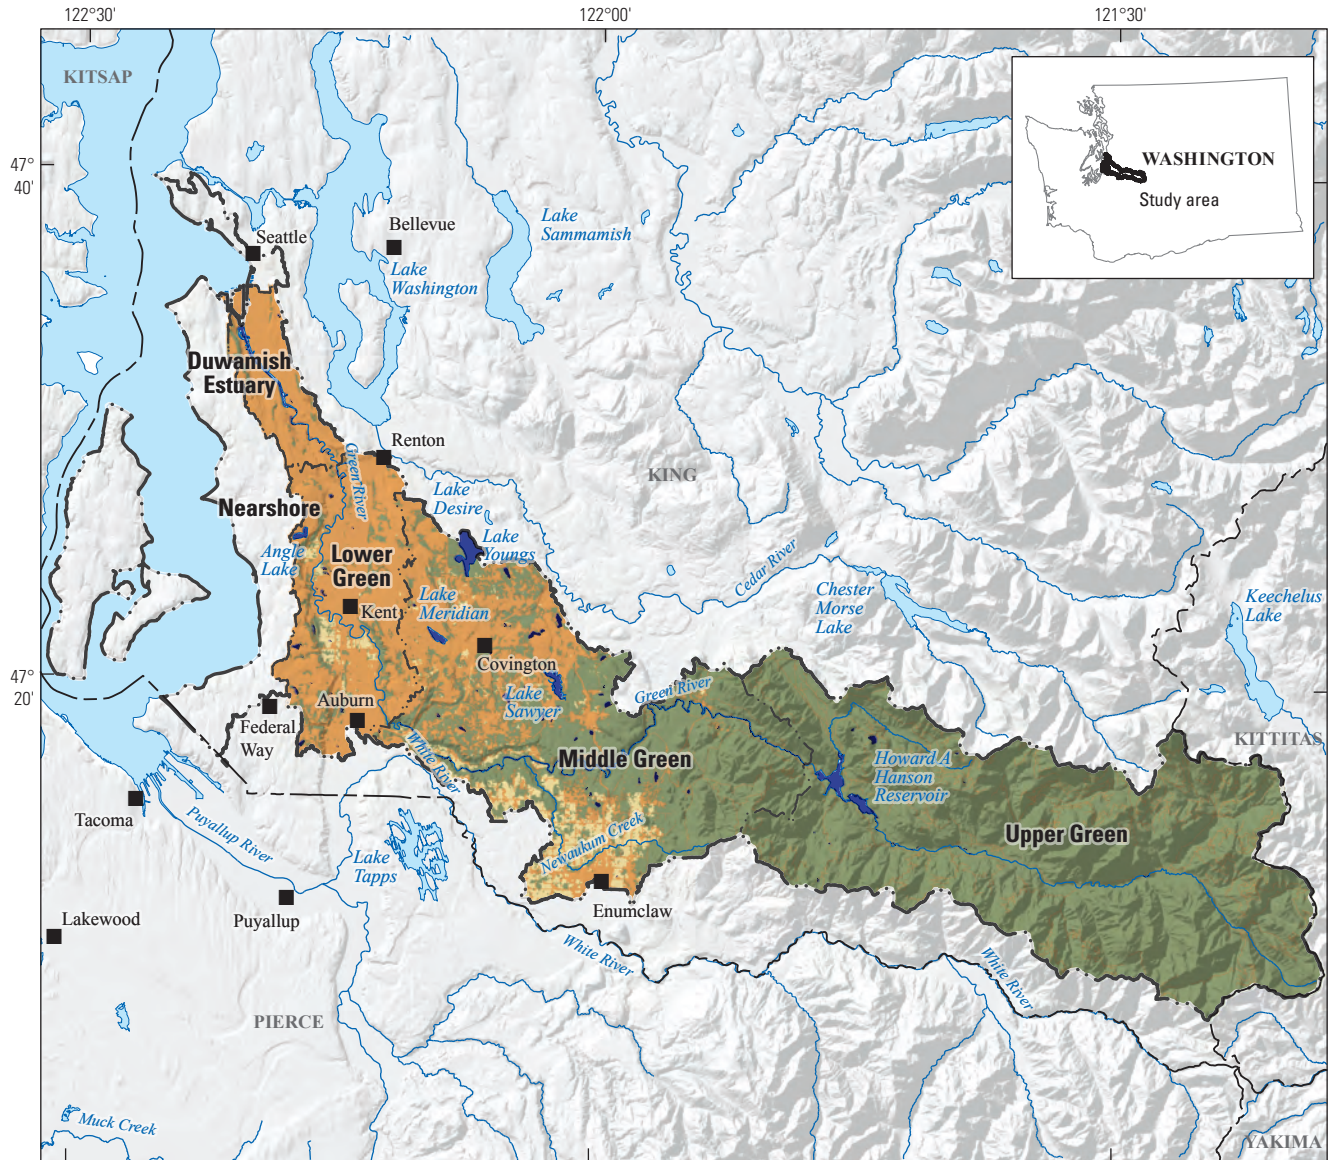 122°30'
122°00'
121°30'
KITSAP
47°
40'
WASHINGTON
Study area
Seattle
Bellevue
Lake
Sammamish
Lake
Washington
Duwamish
Estuary
Renton
Green River
KING
Lake
Desire
Nearshore
Lake
Youngs
Angle
Lake
Lower
Green
Cedar River
Lake
Meridian
Kent
Chester
Morse
Lake
Keechelus
Lake
Covington
47°
20'
Green River
Lake
Sawyer
Auburn
Federal
Way
White River
Middle Green
KITTITAS
Howard A
Hanson
Reservoir
Tacoma
Puyallup River
Upper Green
Newaukum Creek
Lake
Tapps
Enumclaw
Puyallup
Lakewood
White River
White River
PIERCE
Muck Creek
YAKIMA